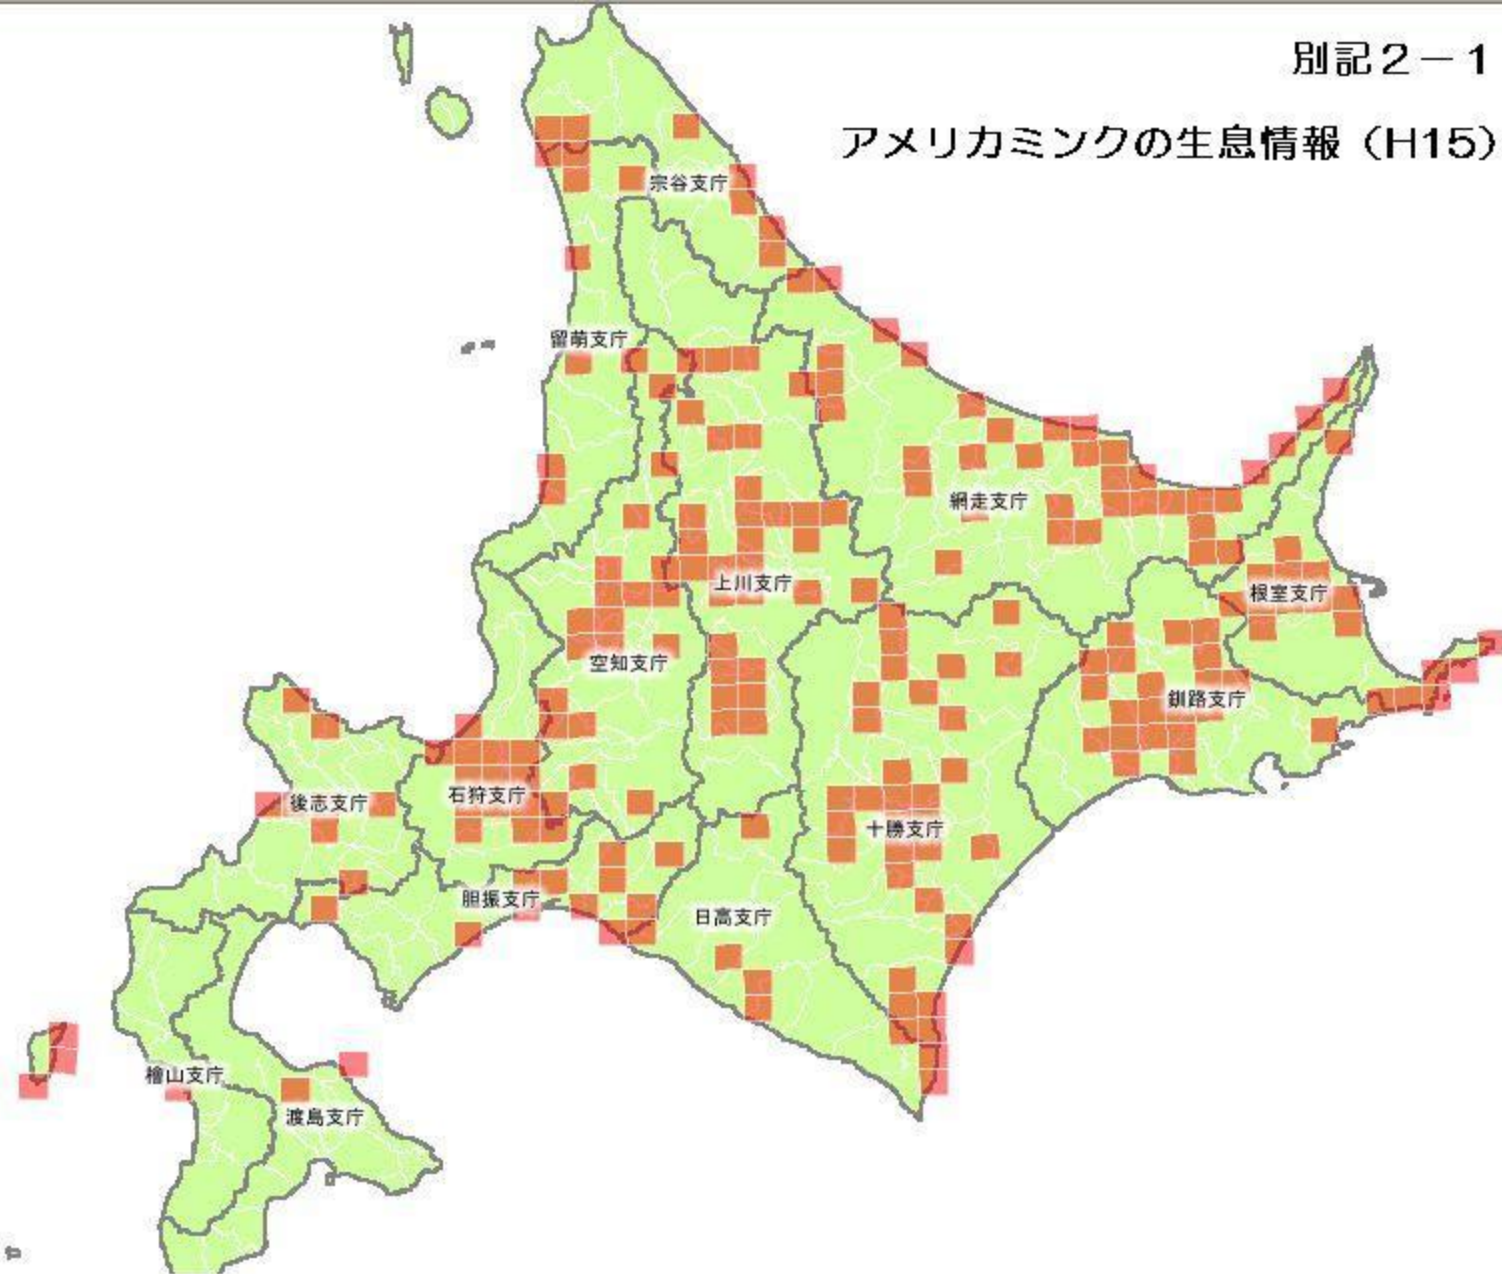 別記２－１
アメリカミンクの生息情報（H15）
宗谷支庁
留萌支庁
網走支庁
上川支庁
根室支庁
空知支庁
釧路支庁
石狩支庁
後志支庁
十勝支庁
胆振支庁
日高支庁
檜山支庁
渡島支庁